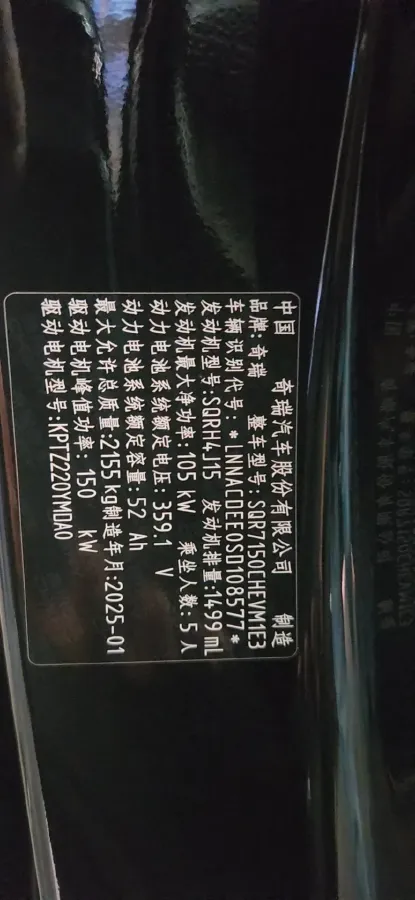 中国 奇瑞汽车股份有限公司 制造
品牌:奇瑞 整车型号:SQR7150CHEVM1E3
车辆识别代号:*LNNACDEE0SD108577*
发动机型号:SQRH4J15 发动机排量:1499 mL
发动机最大净功率:105 kW 乘坐人数:5人
动力电池系统额定电压:359.1 V
动力电池系统额定容量:52 Ah
最大允许总质量:2155kg制造年月:2025-01
驱动电机峰值功率:150 kW
驱动电机型号:KPTZ220YMDA0